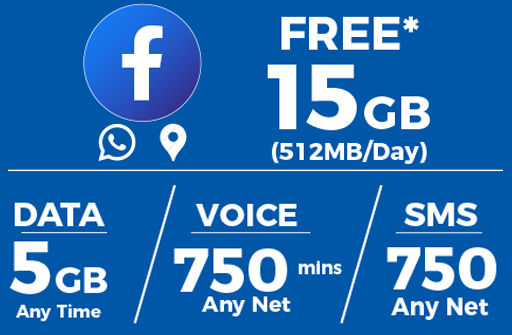 FREE*
15GB
(512MB/Day)
DATA
5GB
Any Time
VOICE
750 mins
Any Net
SMS
750
Any Net